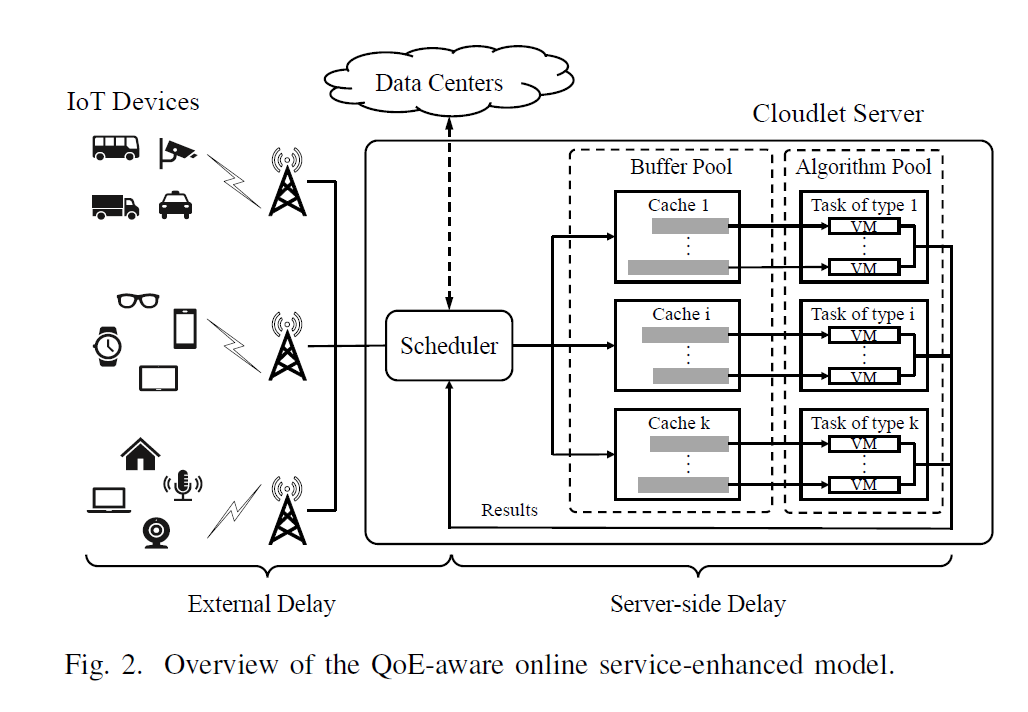 Data Centers
IoT Devices
Cloudlet Server
Buffer Pool
Algorithm Pool
Cache 1
Task of type 1
VM
VM
Scheduler
Cache i
Task of type i
VM
VM
Cache k
Task of type k
VM
VM
Results
External Delay
Server-side Delay
Fig. 2. Overview of the QoE-aware online service-enhanced model.